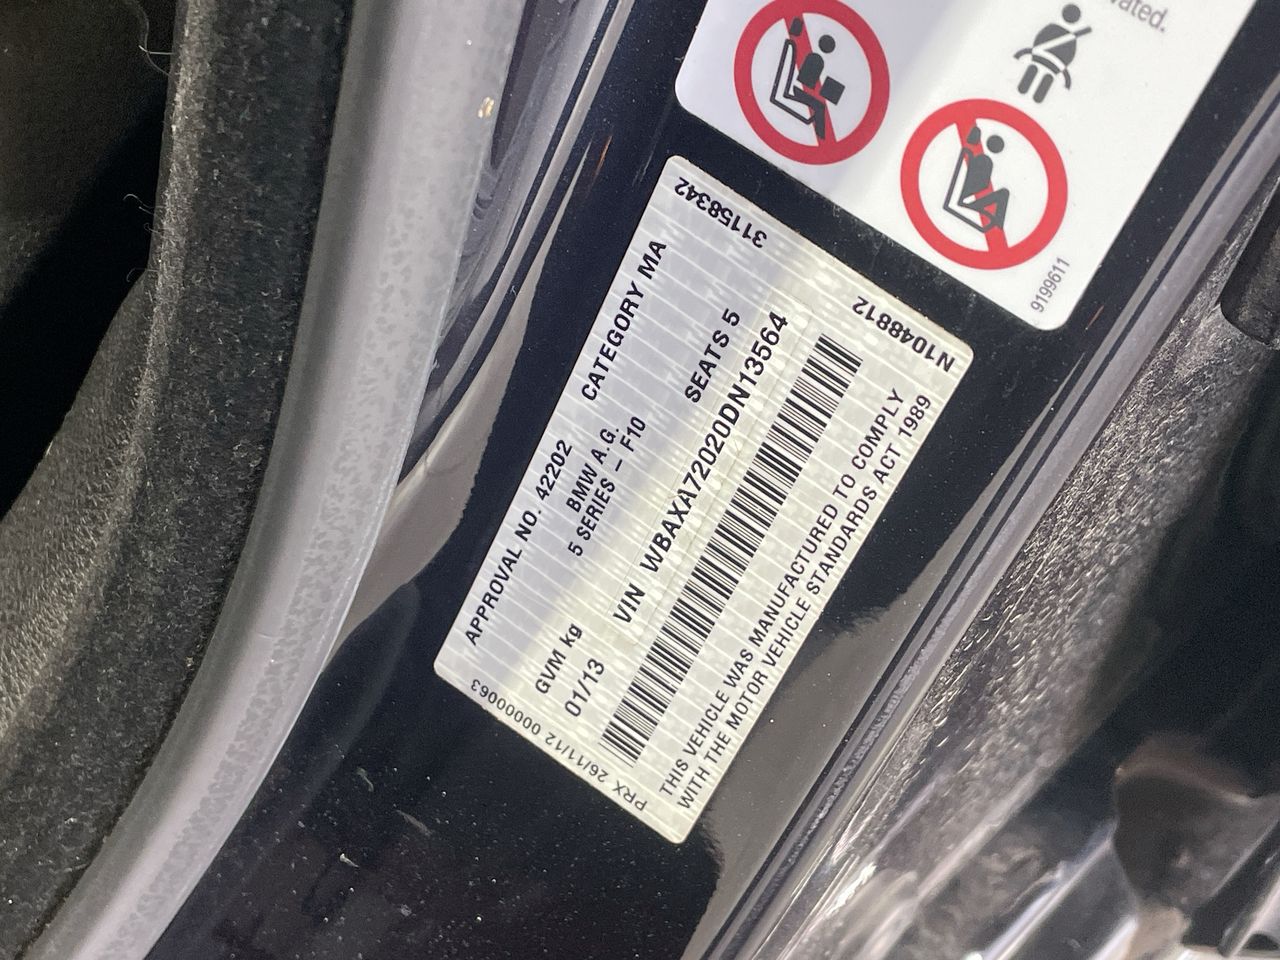 vated.
9199611
31158342
N1048812
APPROVAL NO. 42202 CATEGORY MA
BMW A.G.
5 SERIES – F10
GVM kg SEATS 5
01/13 VIN WBAXA72020DN13564
THIS VEHICLE WAS MANUFACTURED TO COMPLY
WITH THE MOTOR VEHICLE STANDARDS ACT 1989
PRX 26/11/12 00000063